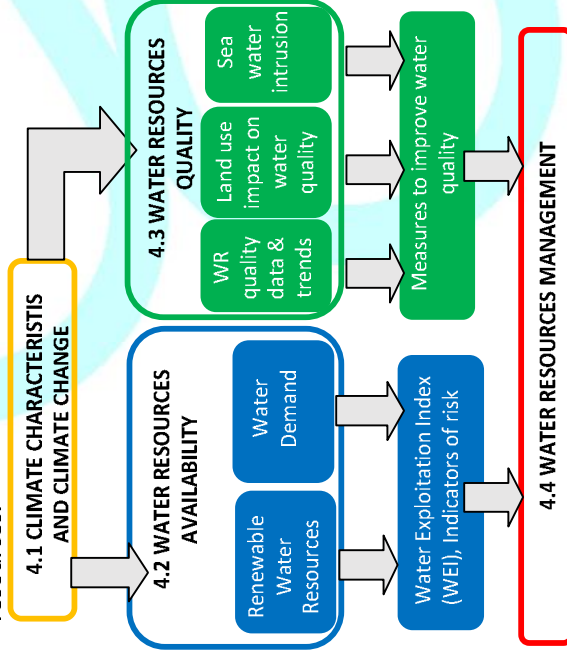 4.1 CLIMATE CHARACTERISTIS
AND CLIMATE CHANGE
4.2 WATER RESOURCES
AVAILABILITY
Renewable
Water
Resources
Water
Demand
Water Exploitation Index
(WEI), Indicators of risk
4.3 WATER RESOURCES
QUALITY
WR
quality
data &
trends
Land use
impact on
water
quality
Sea
water
intrusion
Measures to improve water
quality
4.4 WATER RESOURCES MANAGEMENT